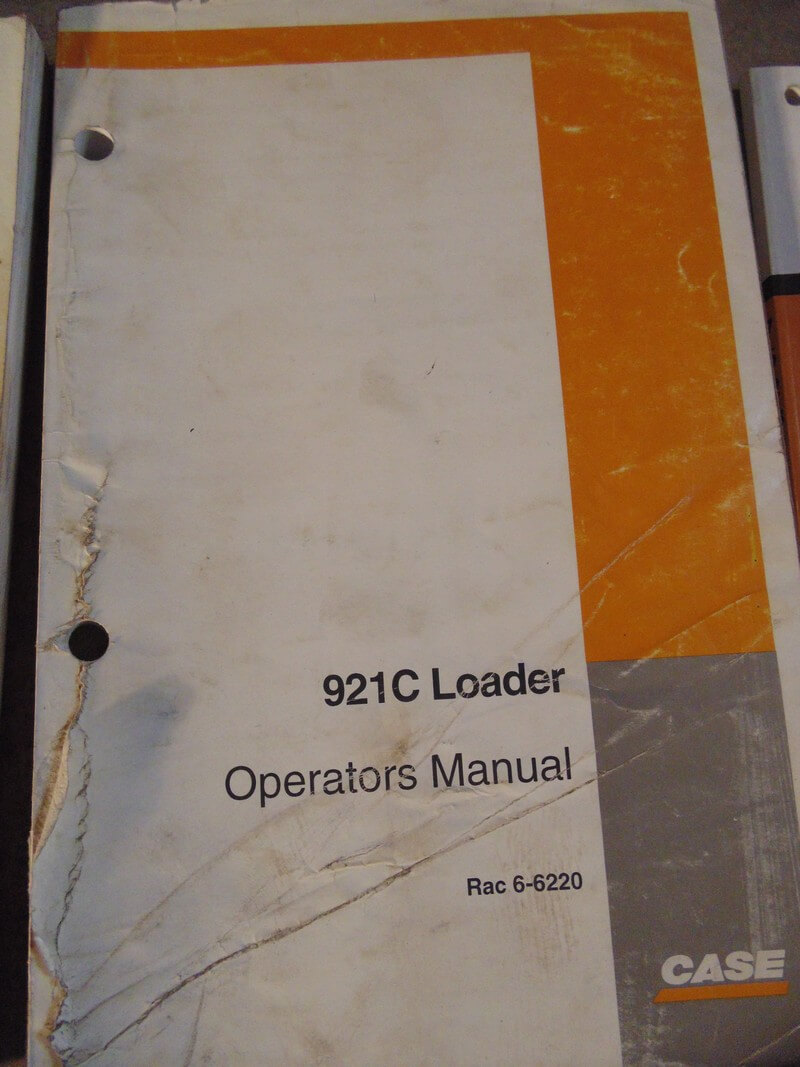 921C Loader
Operators Manual
Rac 6-6220
CASE